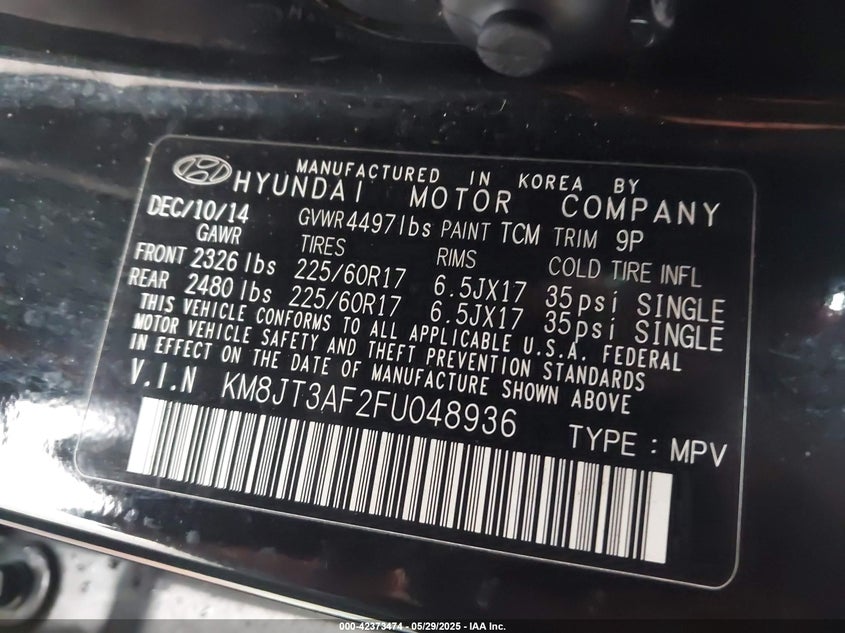 MANUFACTURED IN KOREA BY
HYUNDAI MOTOR COMPANY
DEC/10/14 GVWR 4497lbs PAINT TCM TRIM 9P
GAWR TIRES RIMS COLD TIRE INFL
FRONT 2326 lbs 225/60R17 6.5JX17 35psi SINGLE
REAR 2480 lbs 225/60R17 6.5JX17 35psi SINGLE
THIS VEHICLE CONFORMS TO ALL APPLICABLE U.S.A. FEDERAL
MOTOR VEHICLE SAFETY AND THEFT PREVENTION STANDARDS
IN EFFECT ON THE DATE OF MANUFACTURE SHOWN ABOVE
V.I.N KM8JT3AF2FU048936
TYPE : MPV
000-42373474 - 05/29/2025 - IAA Inc.